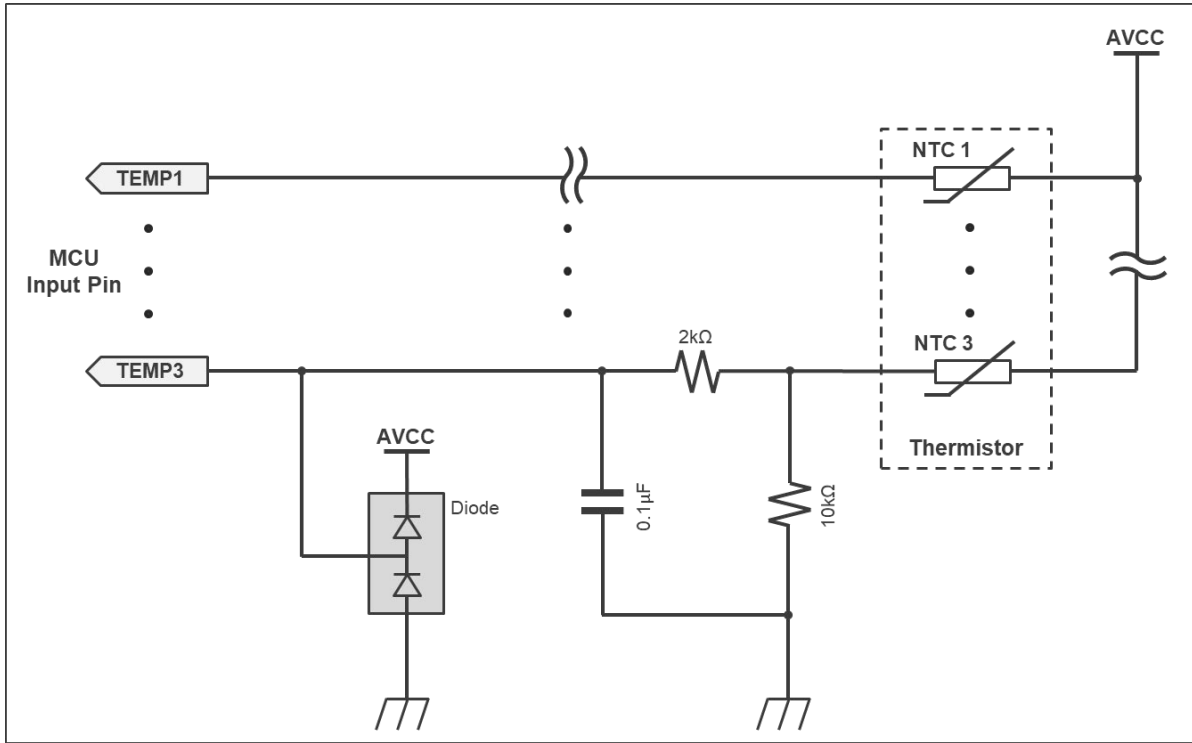 AVCC
NTC 1
TEMP1
MCU
Input Pin
2kΩ
NTC 3
TEMP3
AVCC
Thermistor
Diode
0.1µF
10kΩ